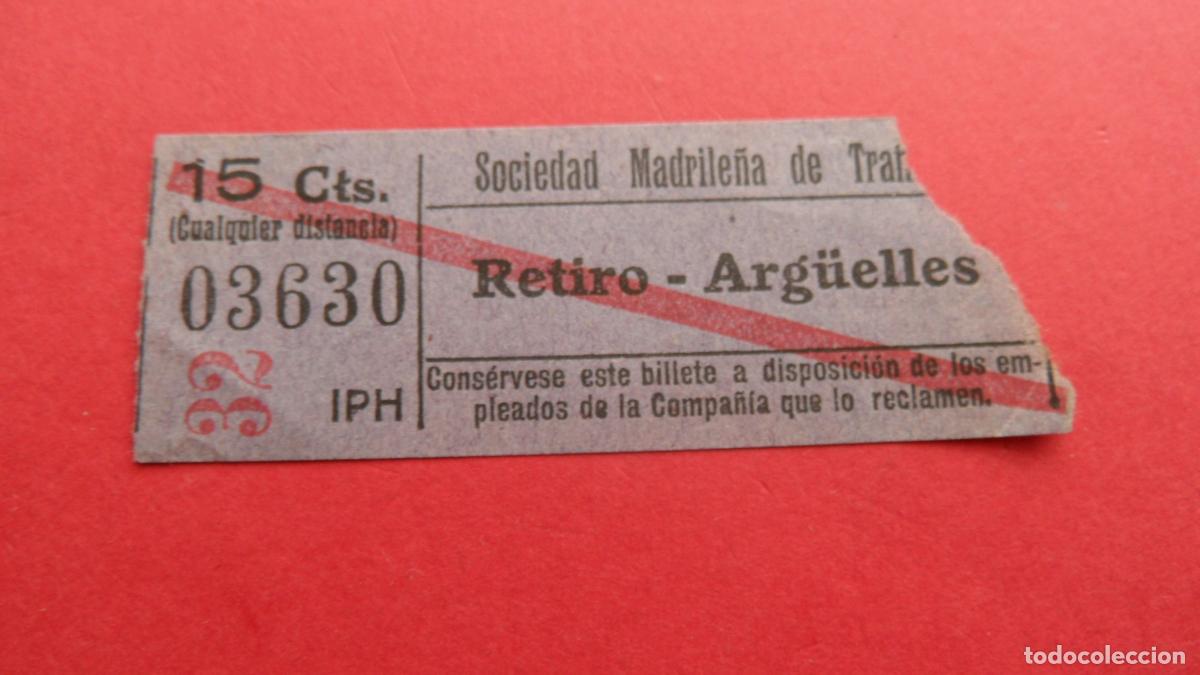 15 Cts.
(Cualquier distancia)
03630
32
IPH
Sociedad Madrileña de
Retiro - Argüelles
Consérvese este billete a disposición de los em-
pleados de la Compañía que lo reclamen.
todocoleccion